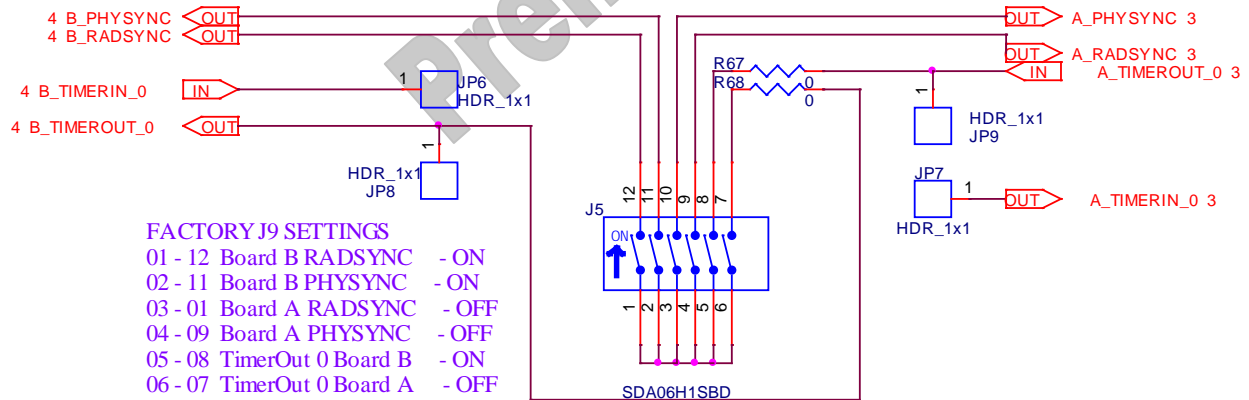 4 B_PHYSYNC OUT
4 B_RADSYNC OUT
OUT A_PHYSYNC 3
OUT A_RADSYNC 3
IN A_TIMEROUT_0 3
R67
R68
0
0
4 B_TIMERIN_0 IN
1
JP6
HDR_1x1
4 B_TIMEROUT_0 OUT
1
HDR_1x1
JP8
1
HDR_1x1
JP9
JP7
1
OUT A_TIMERIN_0 3
HDR_1x1
12 11 10 9 8 7
J5
ON
1 2 3 4 5 6
SDA06H1SBD
FACTORY J9 SETTINGS
01 - 12 Board B RADSYNC - ON
02 - 11 Board B PHYSYNC - ON
03 - 01 Board A RADSYNC - OFF
04 - 09 Board A PHYSYNC - OFF
05 - 08 TimerOut 0 Board B - ON
06 - 07 TimerOut 0 Board A - OFF